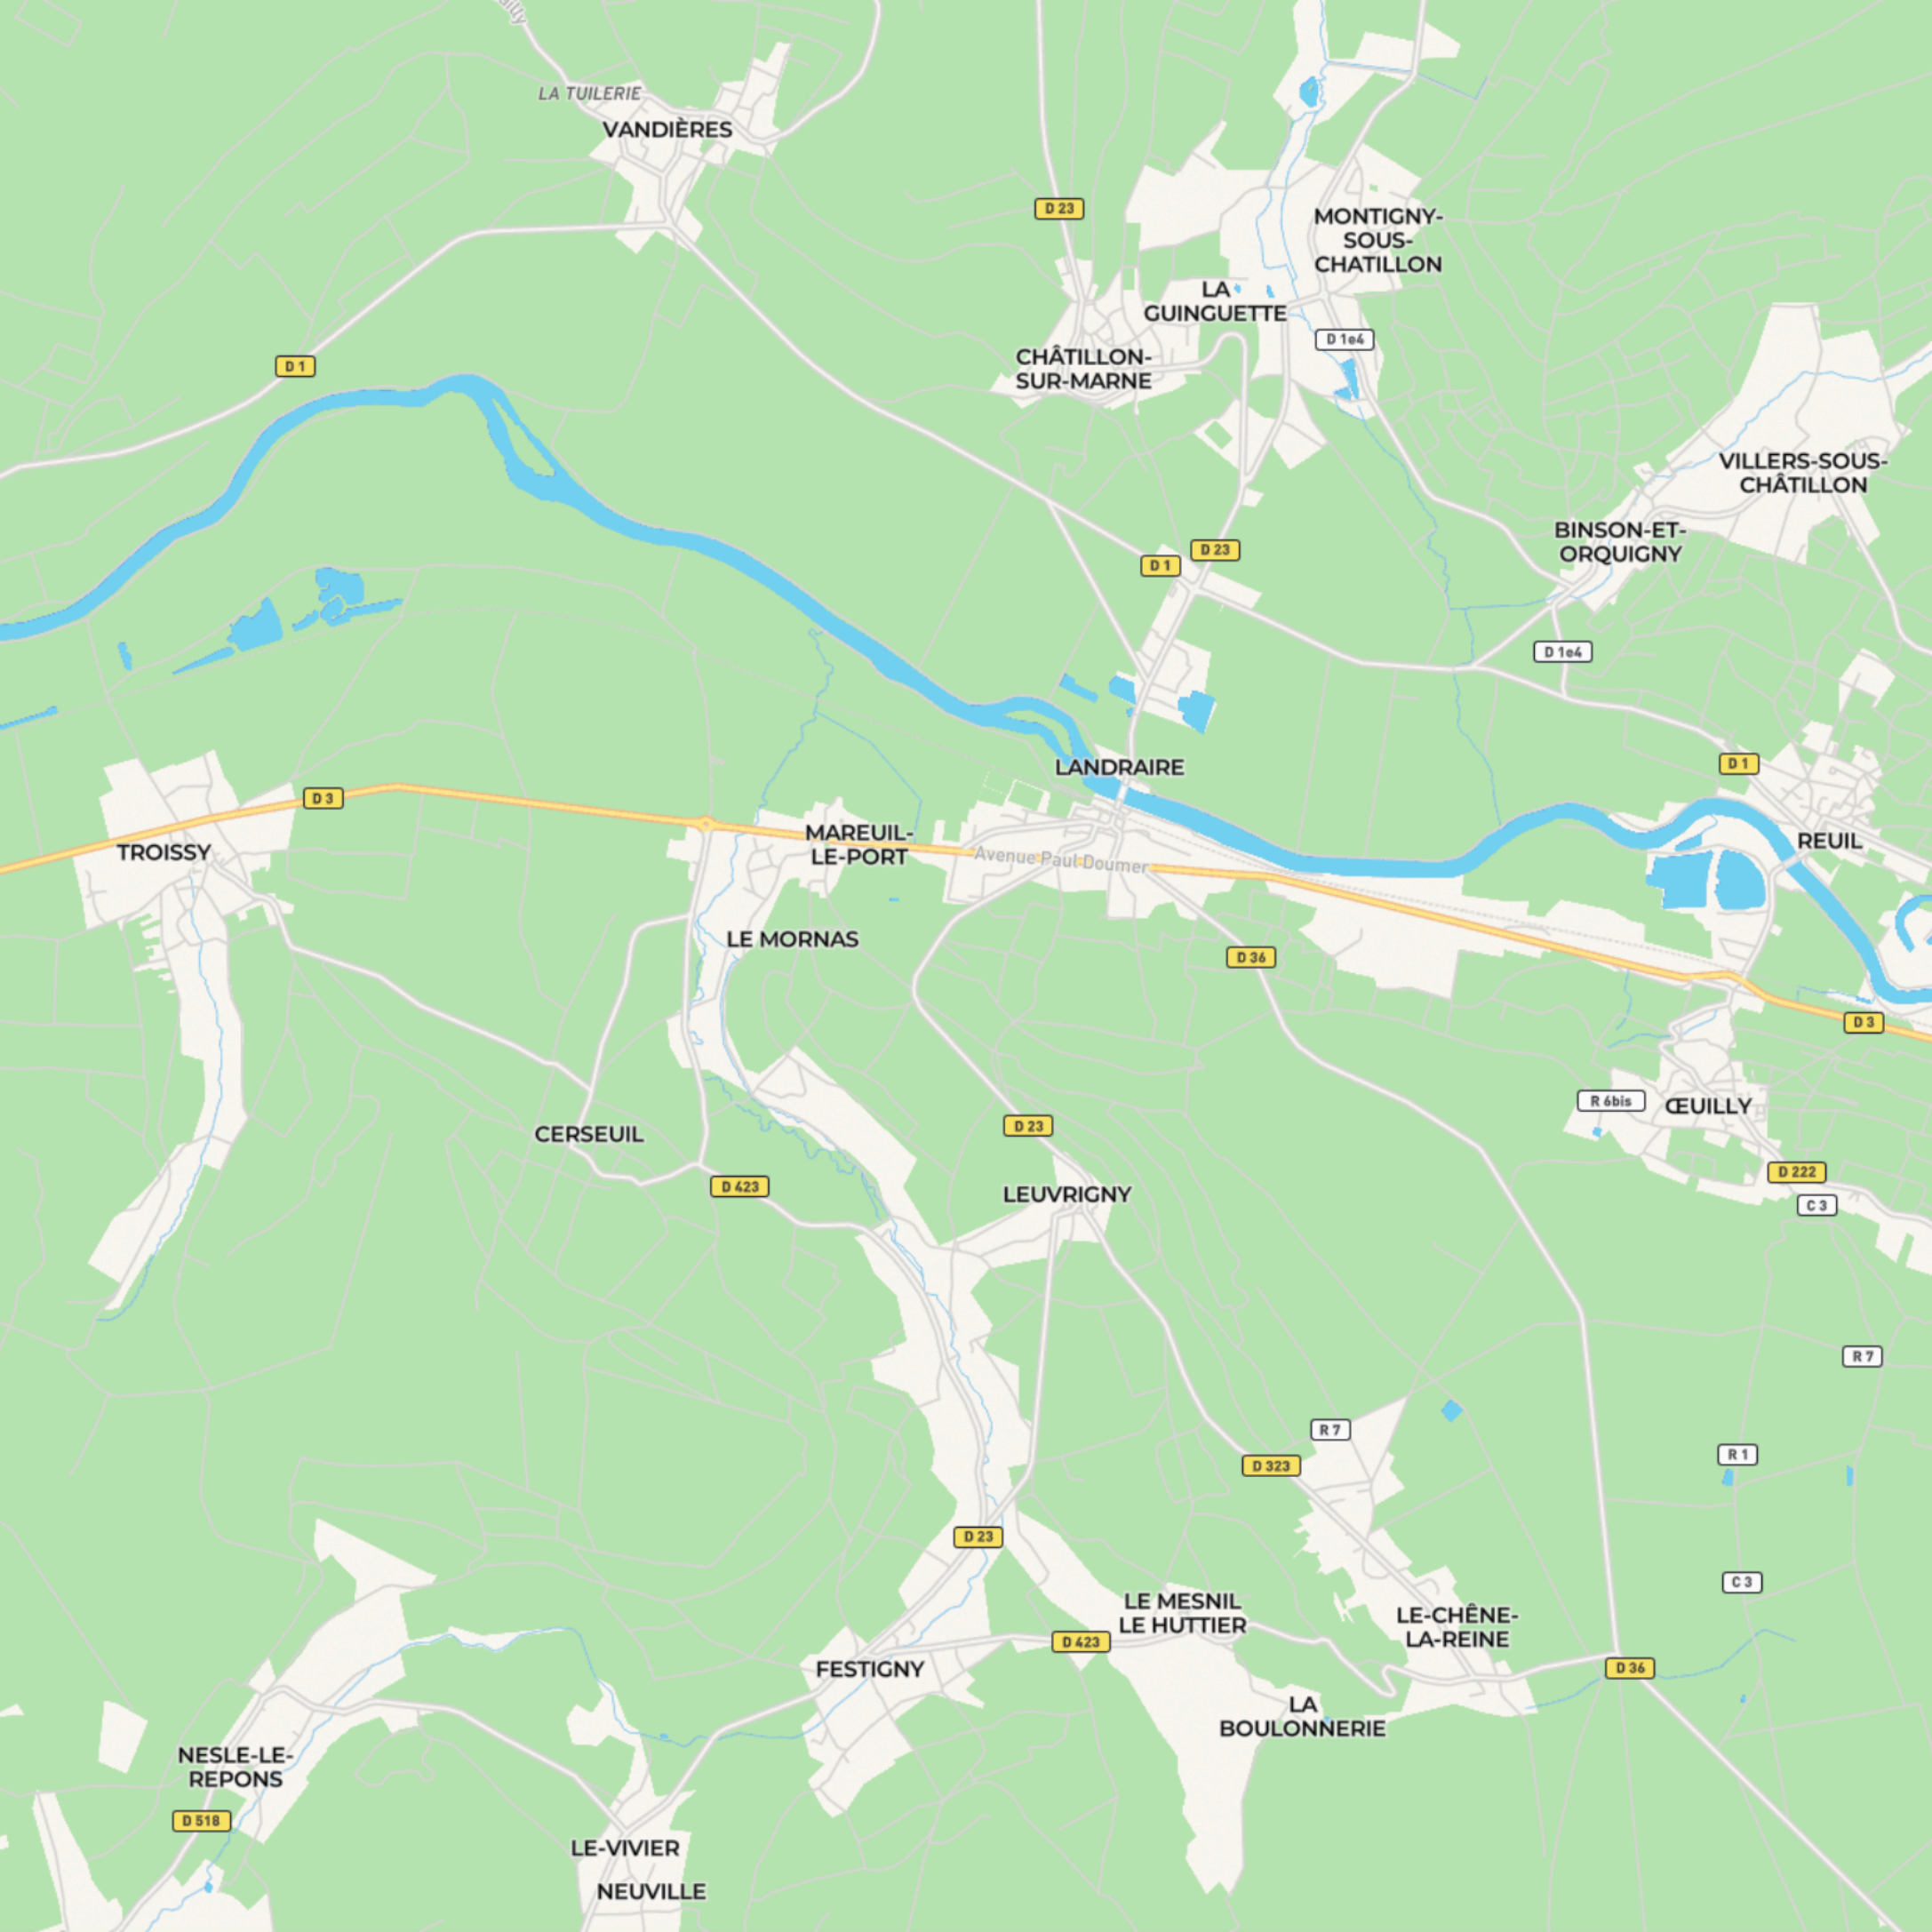 LA TUILERIE
VANDIÈRES
D 23
MONTIGNY-
SOUS-
CHATILLON
LA
GUINGUETTE
D 1e4
CHÂTILLON-
SUR-MARNE
D 1
VILLERS-SOUS-
CHÂTILLON
BINSON-ET-
ORQUIGNY
D 23
D 1
D 1e4
LANDRAIRE
D 1
D 3
TROISSY
MAREUIL-
LE-PORT
Avenue Paul Doumer
REUIL
LE MORNAS
D 36
D 3
R 6bis
ŒUILLY
D 23
CERSEUIL
D 222
D 423
LEUVRIGNY
C 3
R 7
R 7
R 1
D 323
D 23
C 3
LE MESNIL
LE HUTTIER
LE-CHÊNE-
LA-REINE
D 423
FESTIGNY
D 36
LA
BOULONNERIE
NESLE-LE-
REPONS
D 518
LE-VIVIER
NEUVILLE